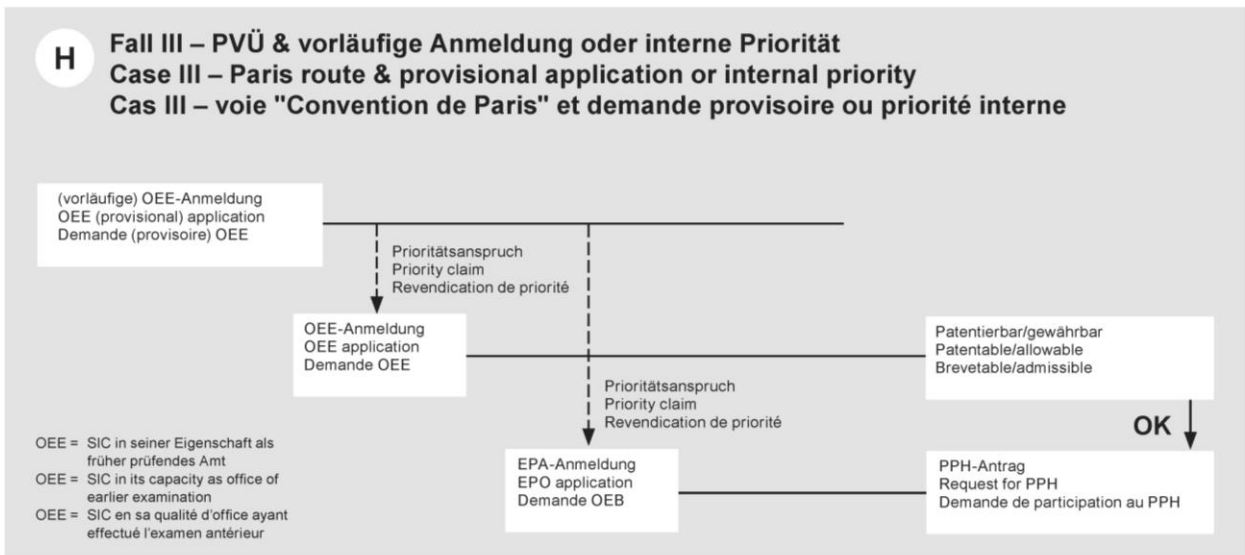 H
Fall III – PVÜ & vorläufige Anmeldung oder interne Priorität
Case III – Paris route & provisional application or internal priority
Cas III – voie "Convention de Paris" et demande provisoire ou priorité interne
(vorläufige) OEE-Anmeldung
OEE (provisional) application
Demande (provisoire) OEE
Prioritätsanspruch
Priority claim
Revendication de priorité
OEE-Anmeldung
OEE application
Demande OEE
Patentierbar/gewährbar
Patentable/allowable
Brevetable/admissible
Prioritätsanspruch
Priority claim
Revendication de priorité
OK
OEE = SIC in seiner Eigenschaft als
früher prüfendes Amt
OEE = SIC in its capacity as office of
earlier examination
OEE = SIC en sa qualité d'office ayant
effectué l'examen antérieur
EPA-Anmeldung
EPO application
Demande OEB
PPH-Antrag
Request for PPH
Demande de participation au PPH